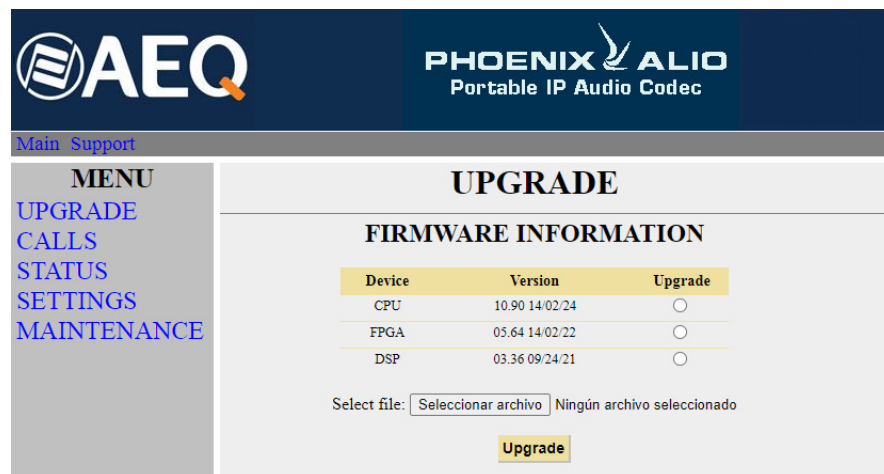 AEQ
PHOENIX ALIO
Portable IP Audio Codec
Main Support
MENU
UPGRADE
CALLS
STATUS
SETTINGS
MAINTENANCE
UPGRADE
FIRMWARE INFORMATION
Device Version Upgrade
CPU 10.90 14/02/24
FPGA 05.64 14/02/22
DSP 03.36 09/24/21
Select file: Seleccionar archivo Ningún archivo seleccionado
Upgrade